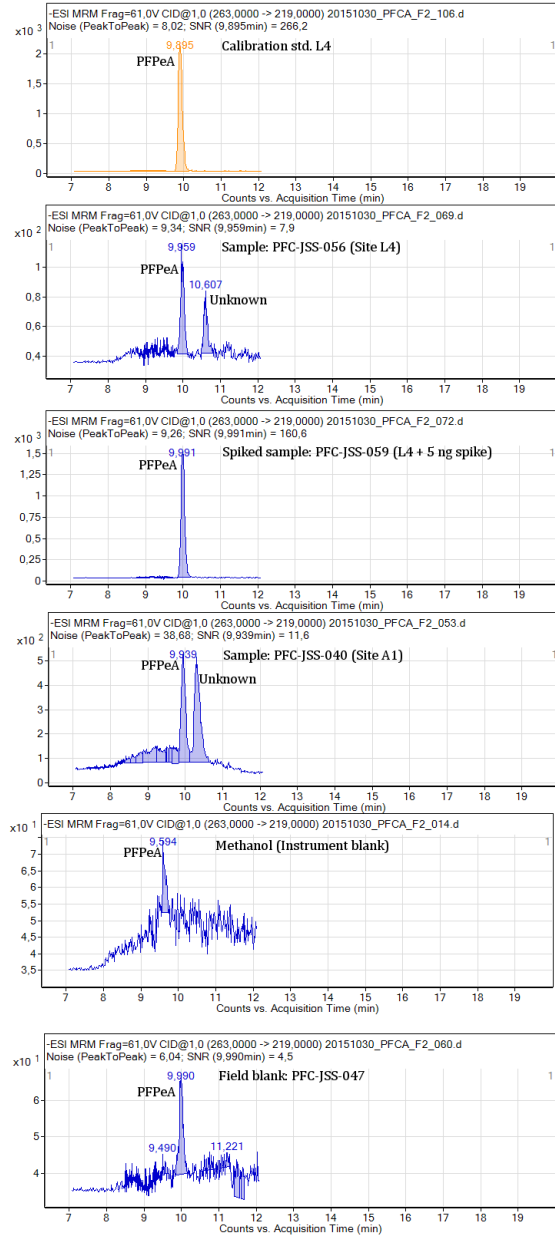 -ESI MRM Frag=61,0V CID@1,0 (263,0000 -> 219,0000) 20151030_PFCA_F2_106.d
Noise (PeakToPeak) = 8,02; SNR (9,895min) = 266,2
x10 3
1 9,895 Calibration std. L4 1
PFPeA
2
1,5
1
0,5
0
7 8 9 10 11 12 13 14 15 16 17 18 19
Counts vs. Acquisition Time (min)
-ESI MRM Frag=61,0V CID@1,0 (263,0000 -> 219,0000) 20151030_PFCA_F2_069.d
Noise (PeakToPeak) = 9,34; SNR (9,959min) = 7,9
x10 2
1 9,959 Sample: PFC-JSS-056 (Site L4) 1
PFPeA
10,607
Unknown
1
0,8
0,6
0,4
7 8 9 10 11 12 13 14 15 16 17 18 19
Counts vs. Acquisition Time (min)
-ESI MRM Frag=61,0V CID@1,0 (263,0000 -> 219,0000) 20151030_PFCA_F2_072.d
Noise (PeakToPeak) = 9,26; SNR (9,991min) = 160,6
x10 3
1 9,991 Spiked sample: PFC-JSS-059 (L4 + 5 ng spike) 1
PFPeA
1,5
1,25
1
0,75
0,5
0,25
0
7 8 9 10 11 12 13 14 15 16 17 18 19
Counts vs. Acquisition Time (min)
-ESI MRM Frag=61,0V CID@1,0 (263,0000 -> 219,0000) 20151030_PFCA_F2_053.d
Noise (PeakToPeak) = 38,68; SNR (9,939min) = 11,6
x10 2
1 9,939 Sample: PFC-JSS-040 (Site A1) 1
PFPeA
Unknown
5
4
3
2
1
0
7 8 9 10 11 12 13 14 15 16 17 18 19
Counts vs. Acquisition Time (min)
-ESI MRM Frag=61,0V CID@1,0 (263,0000 -> 219,0000) 20151030_PFCA_F2_014.d
x10 1
1 9,594 Methanol (Instrument blank) 1
PFPeA
7
6,5
6
5,5
5
4,5
4
3,5
7 8 9 10 11 12 13 14 15 16 17 18 19
Counts vs. Acquisition Time (min)
-ESI MRM Frag=61,0V CID@1,0 (263,0000 -> 219,0000) 20151030_PFCA_F2_060.d
Noise (PeakToPeak) = 6,04; SNR (9,990min) = 4,5
x10 1
1 9,990 Field blank: PFC-JSS-047 1
PFPeA
9,490 11,221
6
5
4
7 8 9 10 11 12 13 14 15 16 17 18 19
Counts vs. Acquisition Time (min)